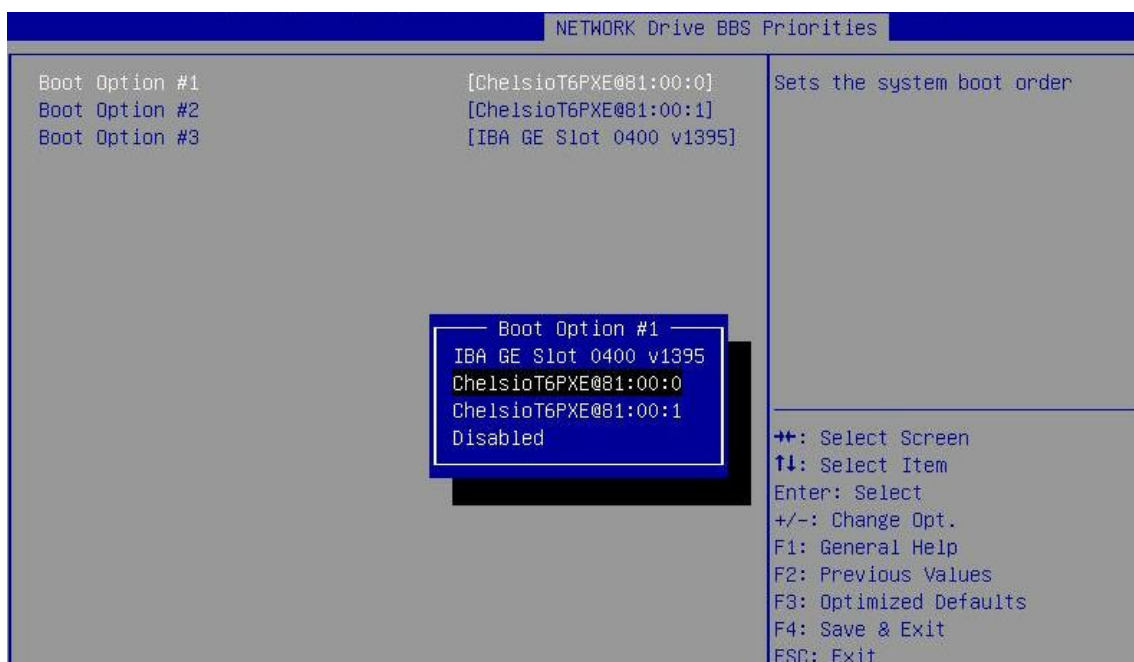 NETWORK Drive BBS Priorities
Boot Option #1 [ChelsioT6PXE@81:00:0]
Boot Option #2 [ChelsioT6PXE@81:00:1]
Boot Option #3 [IBA GE Slot 0400 v1395]
Sets the system boot order
Boot Option #1
IBA GE Slot 0400 v1395
ChelsioT6PXE@81:00:0
ChelsioT6PXE@81:00:1
Disabled
→←: Select Screen
↑↓: Select Item
Enter: Select
+/-: Change Opt.
F1: General Help
F2: Previous Values
F3: Optimized Defaults
F4: Save & Exit
ESC: Exit